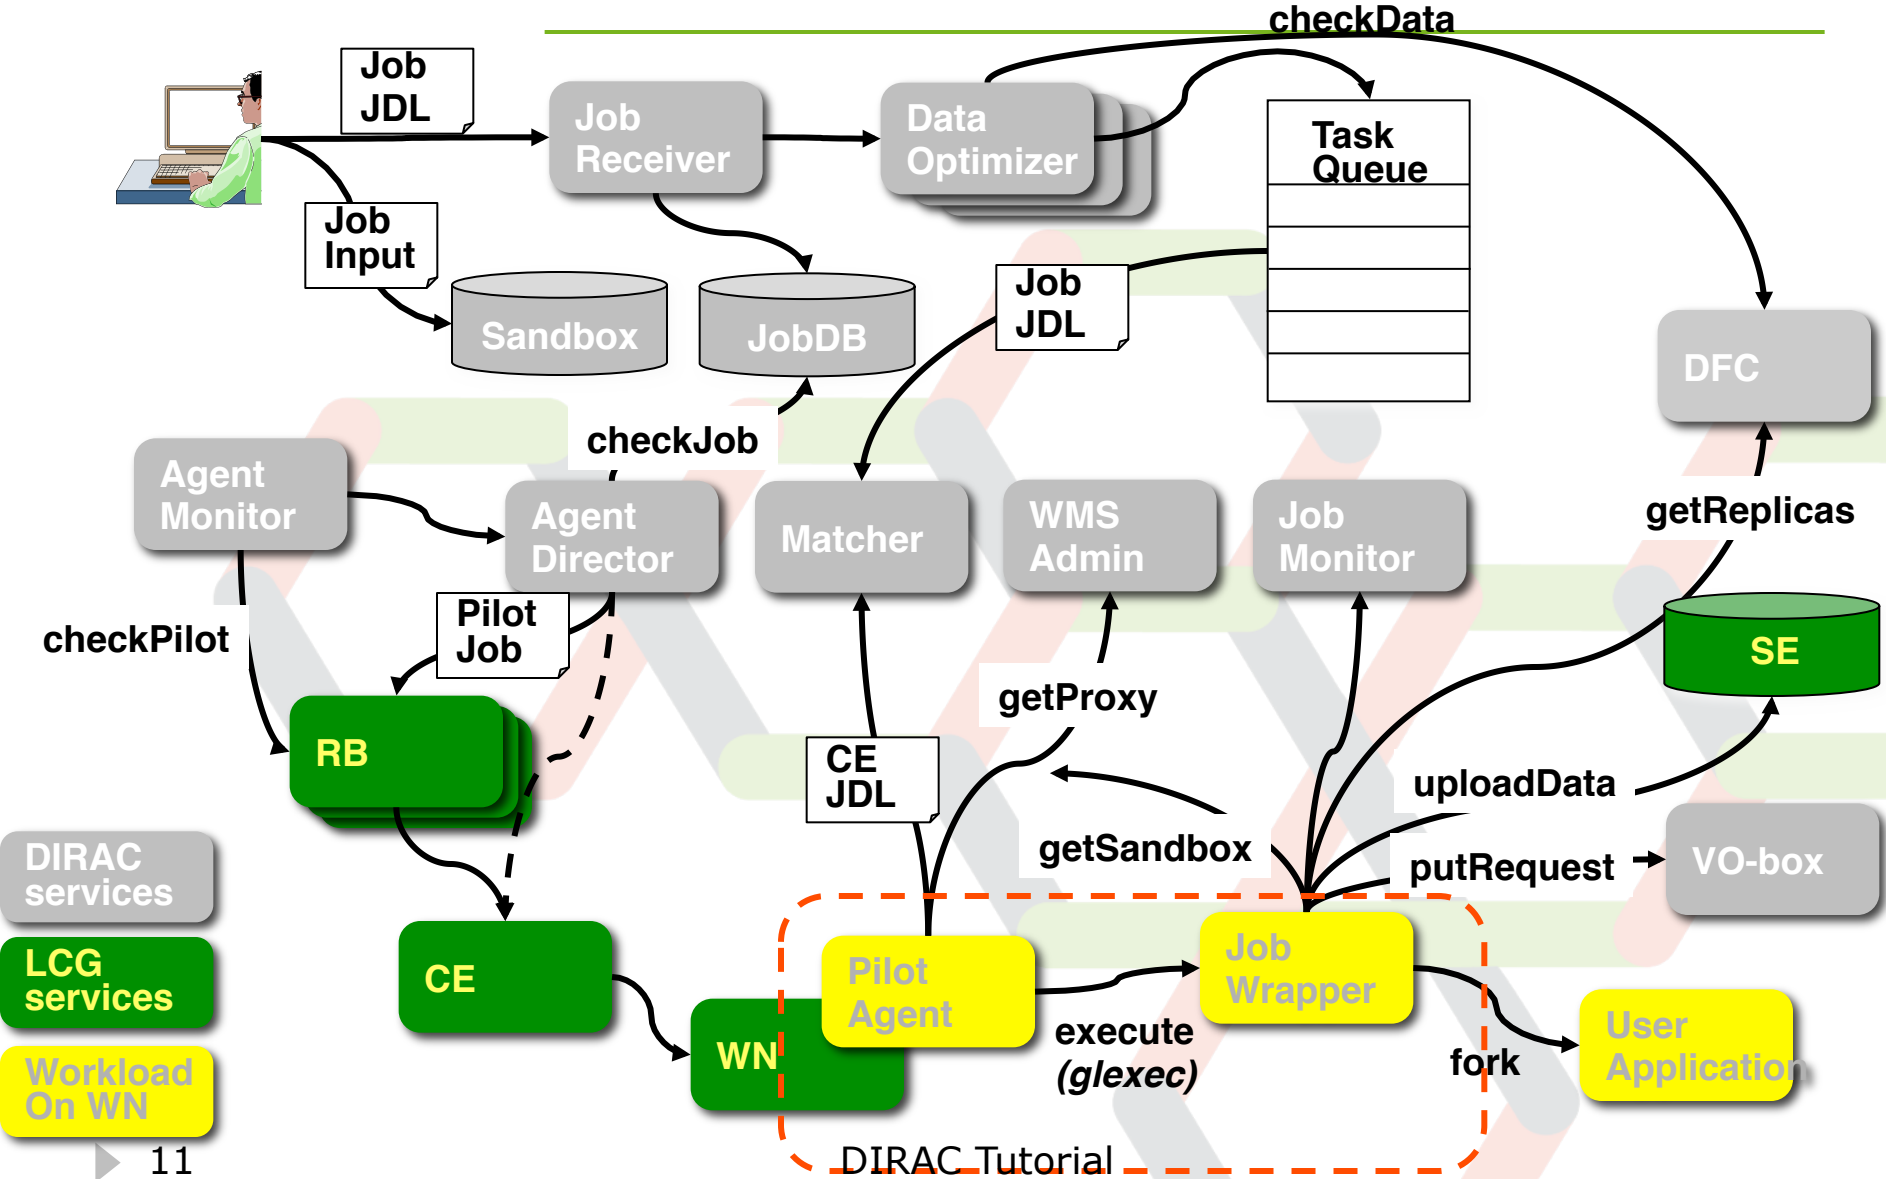 checkData
Job
JDL
Job
Receiver
Data
Optimizer
Task
Queue
Job
Input
Sandbox
JobDB
Job
JDL
DFC
checkJob
Agent
Monitor
Agent
Director
Matcher
WMS
Admin
Job
Monitor
getReplicas
checkPilot
Pilot
Job
SE
getProxy
RB
CE
JDL
uploadData
getSandbox
putRequest
VO-box
DIRAC
services
LCG
services
Workload
On WN
CE
WN
Pilot
Agent
Job
Wrapper
execute
(glexec)
fork
User
Application
11
DIRAC Tutorial